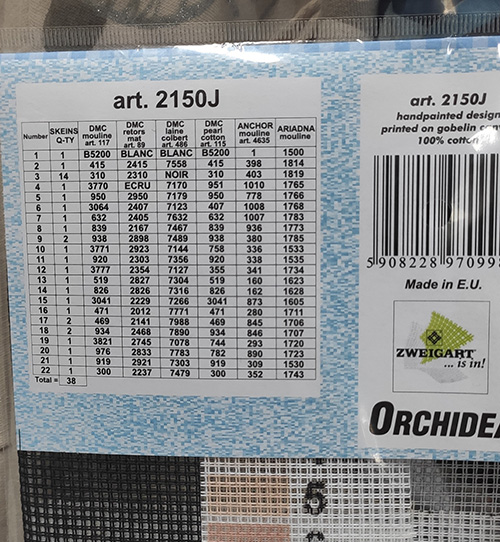 art. 2150J
Number SKEINS Q-TY DMC mouline art. 117 DMC retors mat art. 89 DMC laine colbert art. 486 DMC pearl cotton art. 115 ANCHOR mouline art. 4635 ARIADNA mouline
1 1 B5200 BLANC BLANC B5200 1 1500
2 1 415 2415 7558 415 398 1814
3 14 310 2310 NOIR 310 403 1819
4 1 3770 ECRU 7170 951 1010 1765
5 1 950 2950 7179 950 778 1766
6 1 3064 2407 7123 407 1008 1768
7 1 632 2405 7632 632 1007 1783
8 1 839 2167 7467 839 936 1773
9 2 938 2898 7489 938 380 1785
10 1 3771 2923 7144 758 336 1533
11 1 920 2303 7356 920 338 1535
12 1 3777 2354 7127 355 341 1734
13 1 519 2827 7304 519 160 1623
14 1 826 2826 7316 826 162 1628
15 1 3041 2229 7266 3041 873 1605
16 1 471 2012 7771 471 280 1711
17 2 469 2141 7988 469 845 1706
18 2 934 2468 7890 934 846 1707
19 1 3821 2745 7078 744 293 1720
20 1 976 2833 7783 782 890 1723
21 1 919 2921 7303 919 309 1530
22 1 300 2237 7479 300 352 1743
Total = 38
art. 2150J
handpainted design
printed on gobelin
100% cotton
5 908228 97099
Made in E.U.
ZWEIGART
... is in!
ORCHIDEA
5